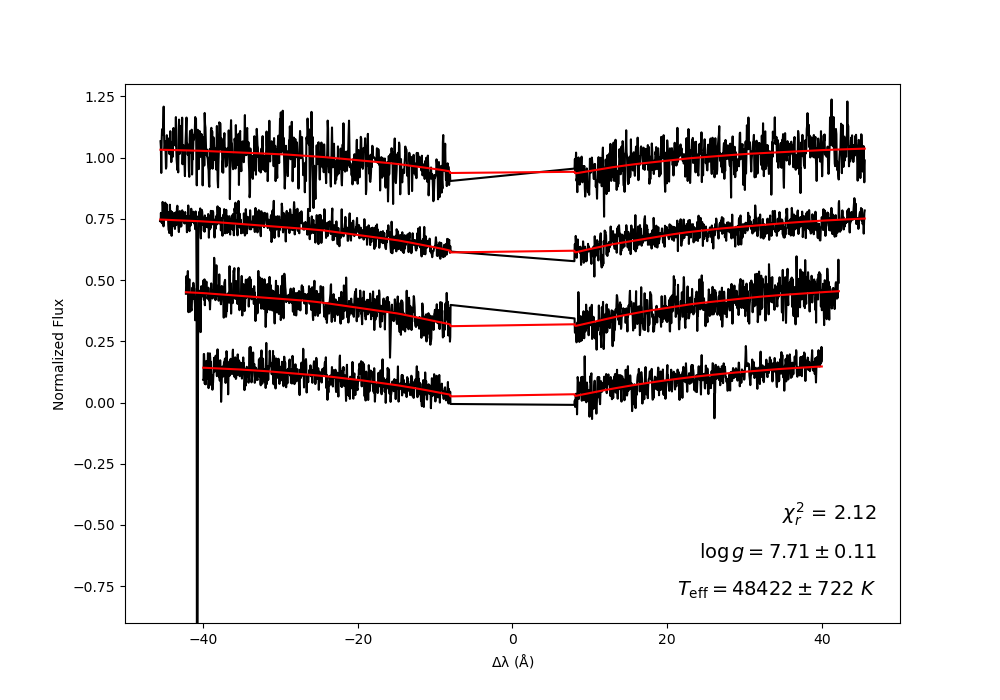 1.25
1.00
0.75
0.50
0.25
0.00
−0.25
−0.50
−0.75
Normalized Flux
χ²ᵣ = 2.12
log g = 7.71 ± 0.11
T_eff = 48422 ± 722 K
−40 −20 0 20 40
Δλ (Å)